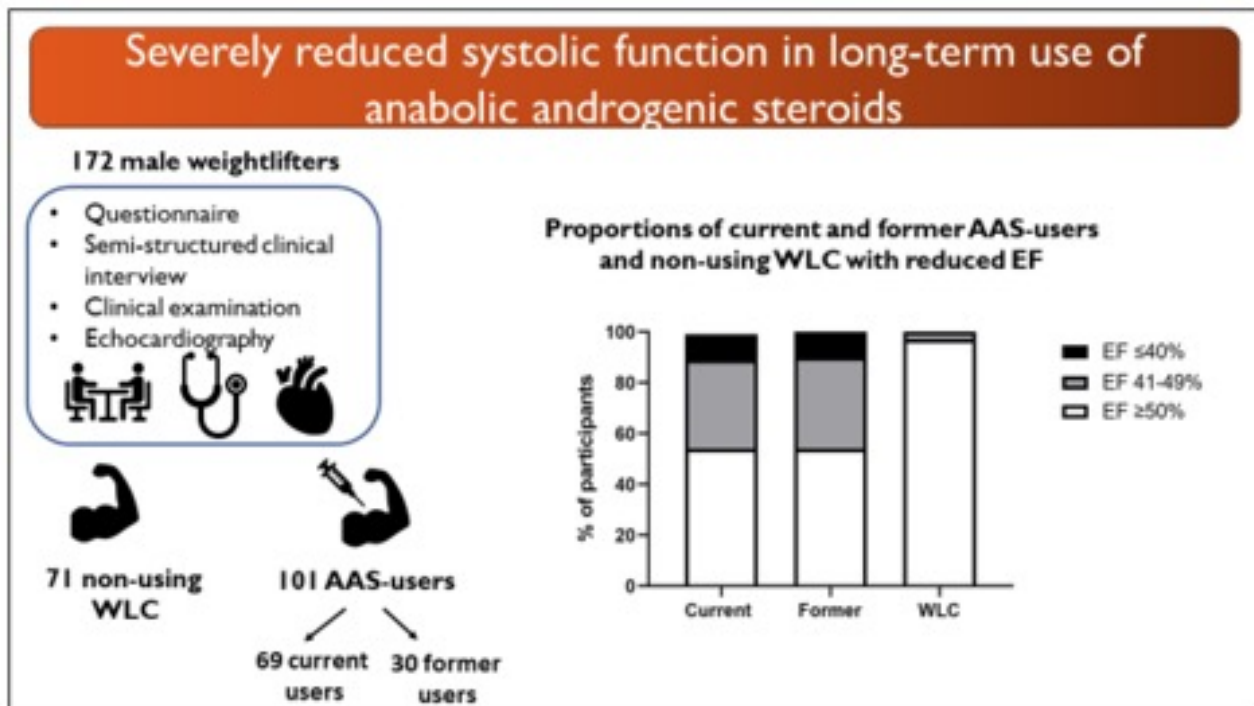 Severely reduced systolic function in long-term use of
anabolic androgenic steroids
172 male weightlifters
• Questionnaire
• Semi-structured clinical
interview
• Clinical examination
• Echocardiography
71 non-using
WLC
101 AAS-users
69 current
users
30 former
users
Proportions of current and former AAS-users
and non-using WLC with reduced EF
% of participants
100
80
60
40
20
0
Current
Former
WLC
EF ≤40%
EF 41-49%
EF ≥50%